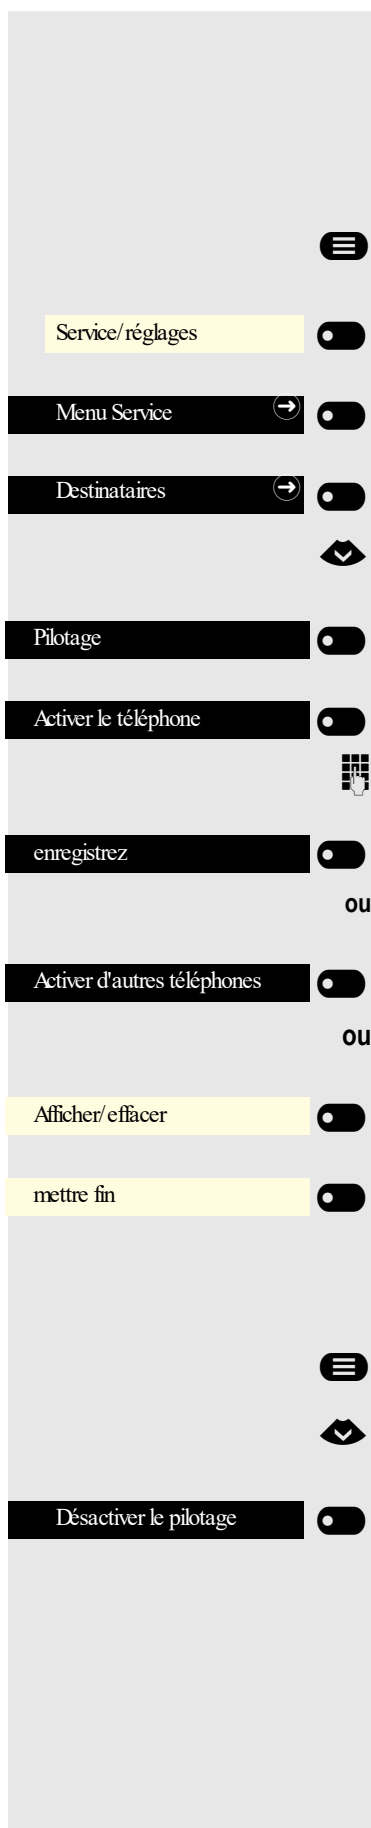 Service/réglages
Menu Service
Destinataires
Pilotage
Activer le téléphone
enregistrez
ou
Activer d'autres téléphones
ou
Afficher/effacer
mettre fin
Désactiver le pilotage